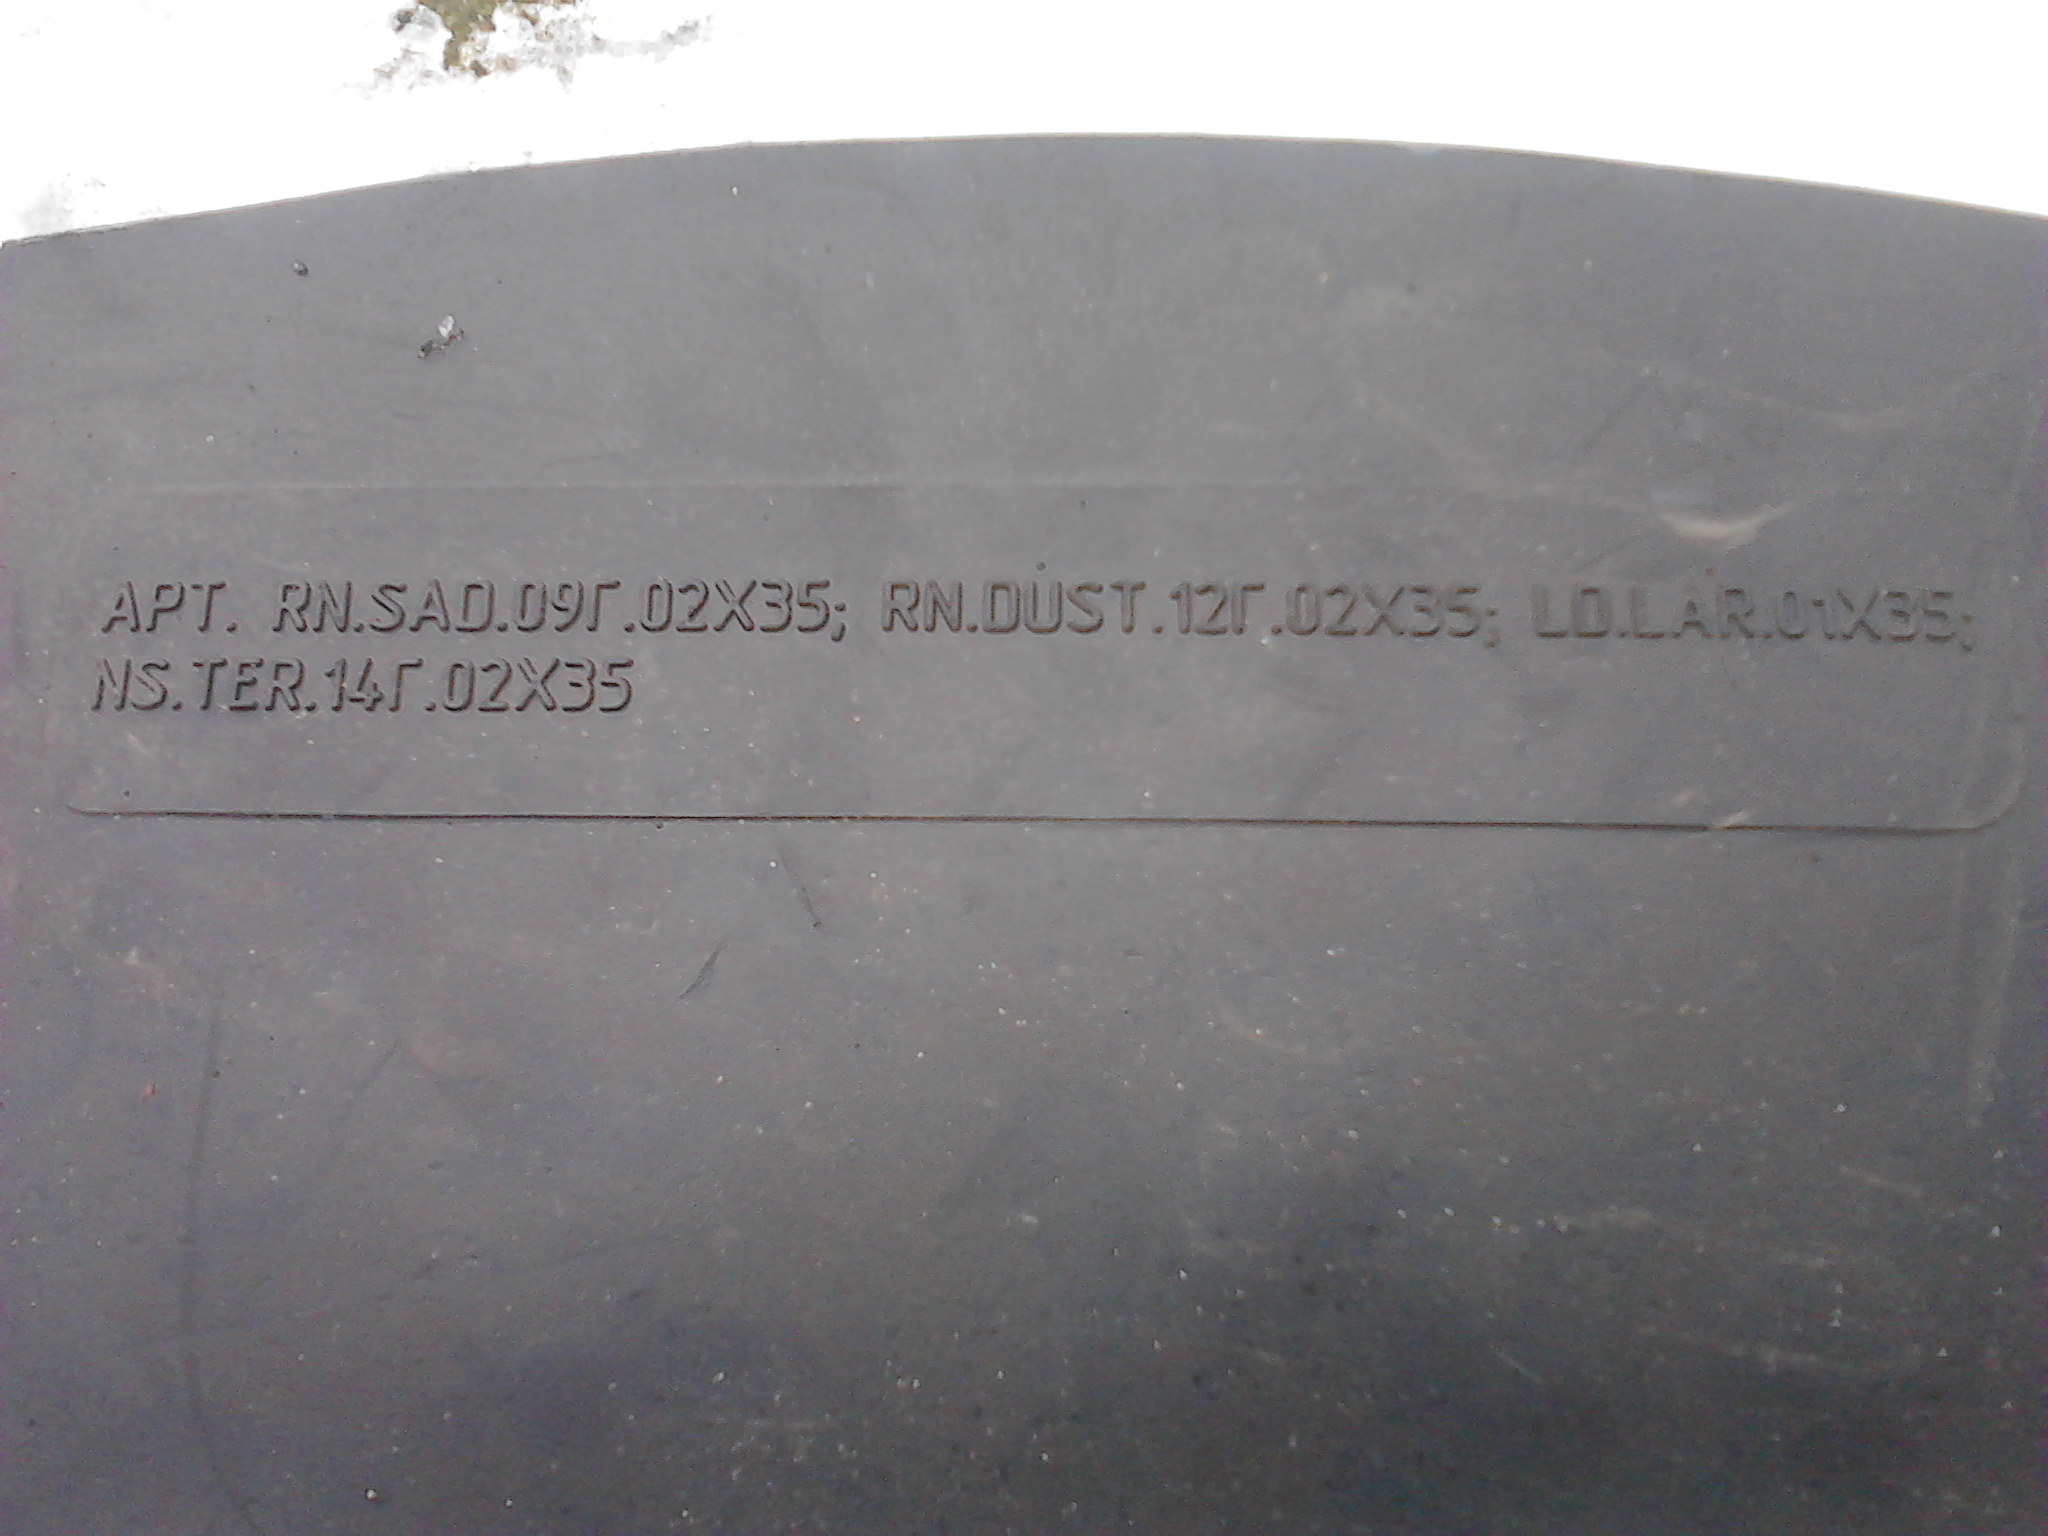 АРТ. RN.SAD.09Г.02X35; RN.DUST.12Г.02X35; LD.LAR.01X35;
NS.TER.14Г.02X35